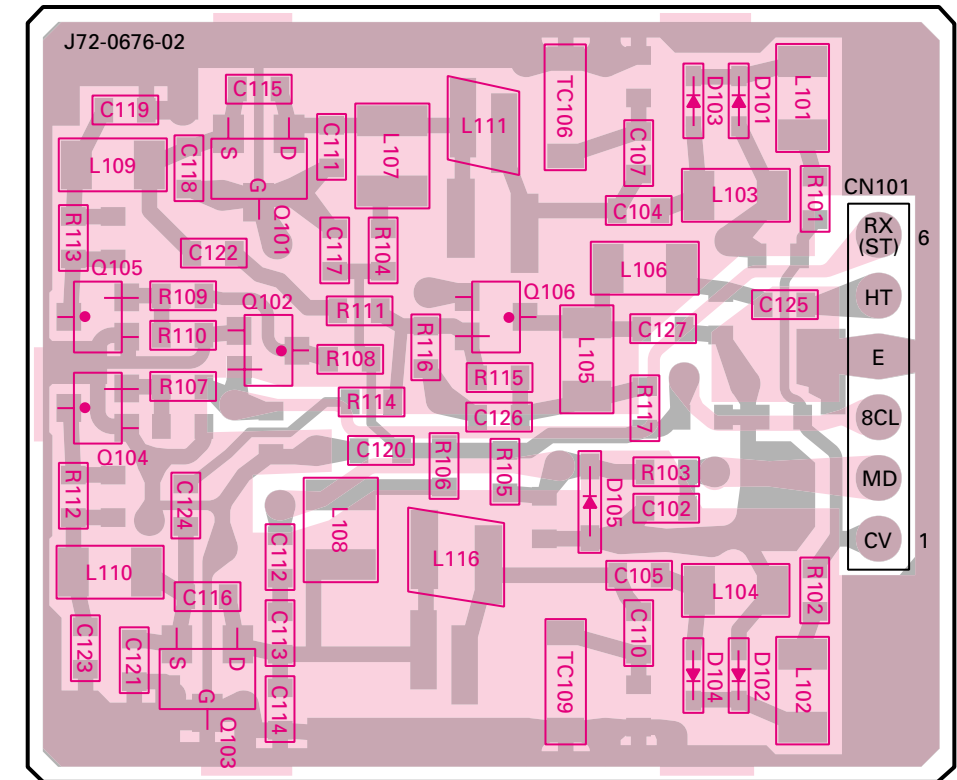 J72-0676-02
C115
C119
TC106
D103
D101
L101
L111
C111
L107
C107
S
D
G
L109
C118
L103
R101
CN101
C104
Q101
RX
(ST)
6
R113
C122
C117
R104
L106
Q105
HT
R109
Q102
R111
Q106
C125
R110
R116
C127
R108
L105
E
R107
R115
R114
C126
R117
8CL
Q104
C120
R106
R105
R103
MD
R112
C124
L108
D105
C102
CV
1
C112
L116
L110
C105
L104
R102
C116
C113
C110
C123
C121
S
D
G
TC109
D104
D102
L102
C114
Q103